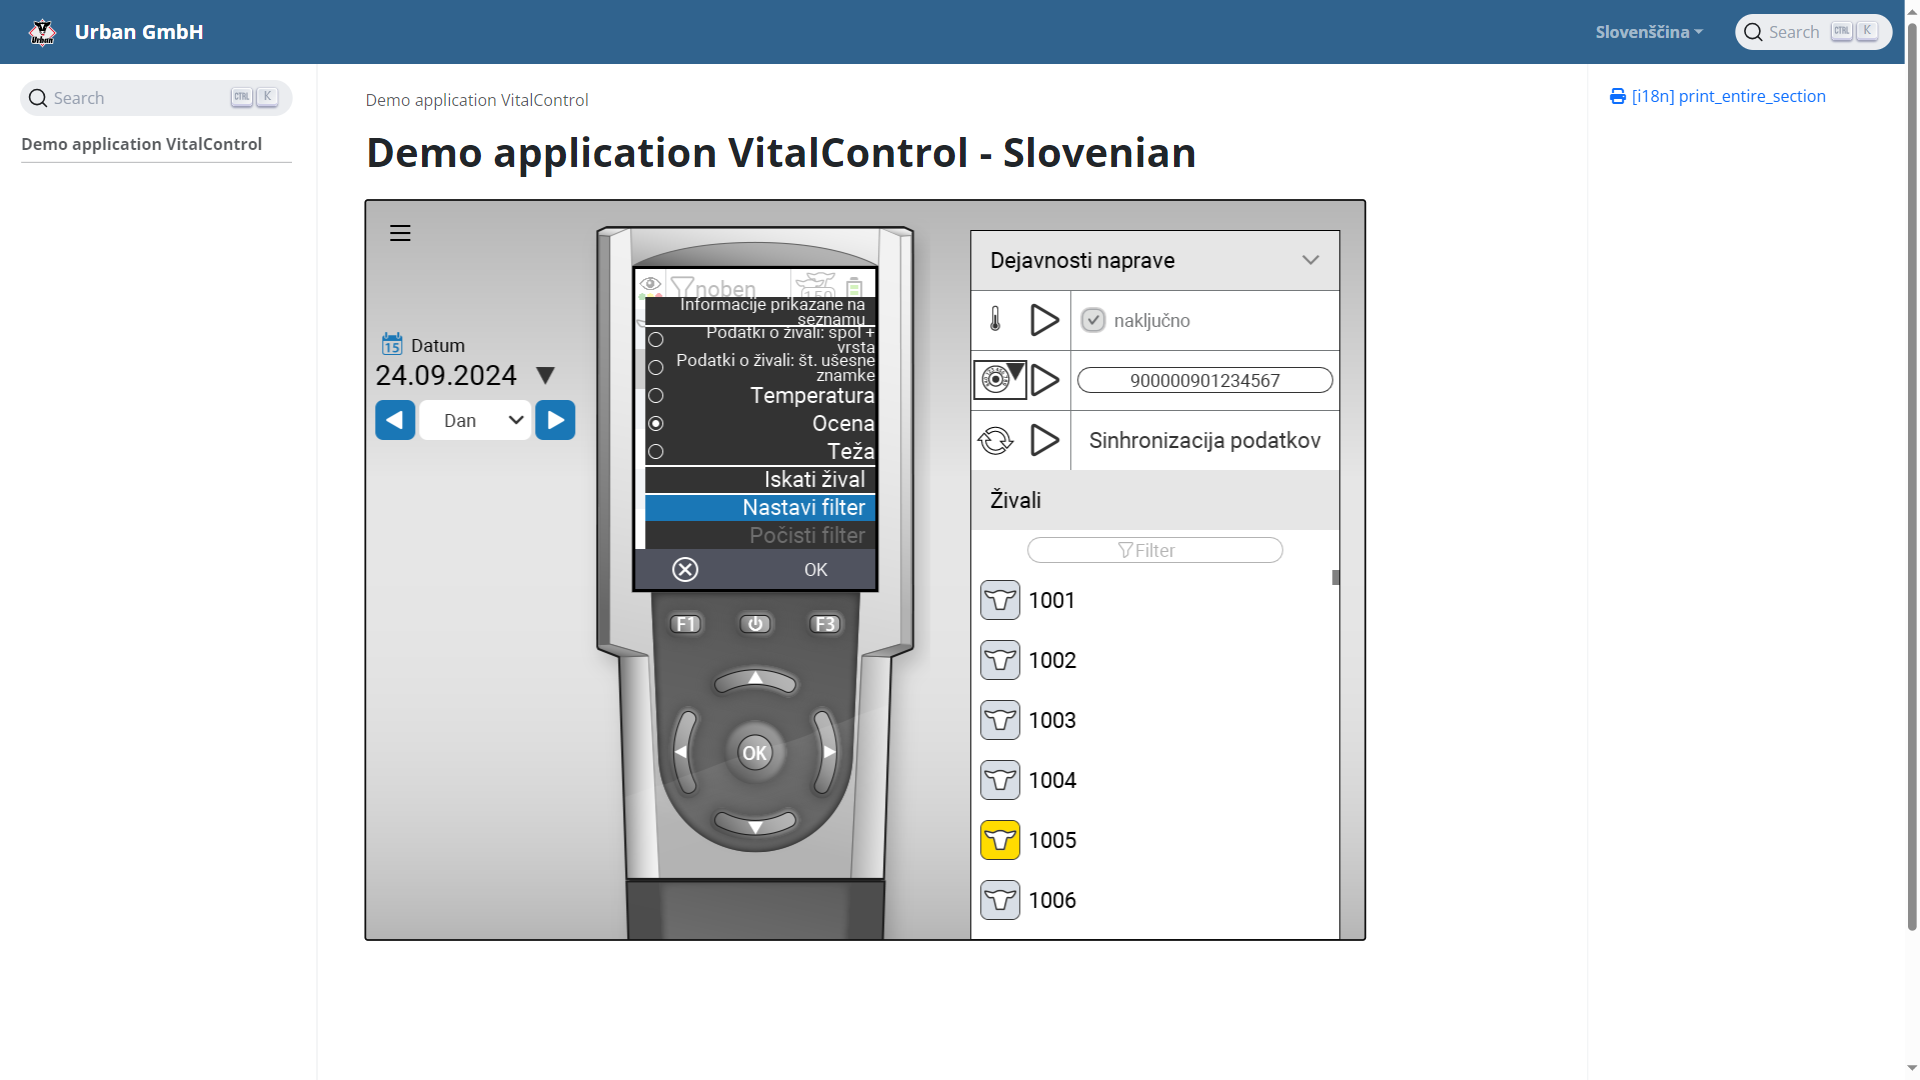 Urban GmbH
Slovenščina
Search CTRL K
Search CTRL K
Demo application VitalControl
Demo application VitalControl
[i18n] print_entire_section
Demo application VitalControl - Slovenian
15 Datum
24.09.2024
Dan
noben
150
Informacije prikazane na
seznamu
Podatki o živali: spol +
vrsta
Podatki o živali: št. ušesne
znamke
Temperatura
Ocena
Teža
Iskati žival
Nastavi filter
Počisti filter
OK
F1
F3
OK
Dejavnosti naprave
naključno
900000901234567
Sinhronizacija podatkov
Živali
Filter
1001
1002
1003
1004
1005
1006